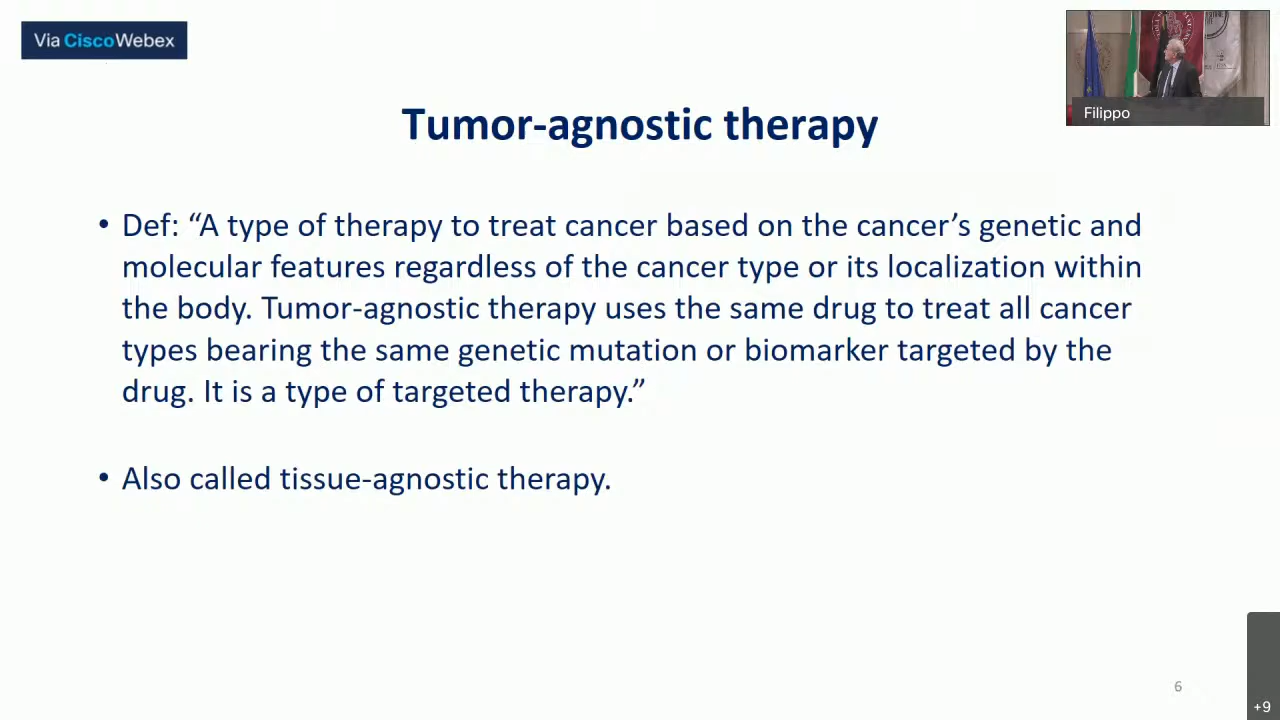 Via CiscoWebex
Filippo
Tumor-agnostic therapy
• Def: “A type of therapy to treat cancer based on the cancer’s genetic and
molecular features regardless of the cancer type or its localization within
the body. Tumor-agnostic therapy uses the same drug to treat all cancer
types bearing the same genetic mutation or biomarker targeted by the
drug. It is a type of targeted therapy.”
• Also called tissue-agnostic therapy.
6
+9